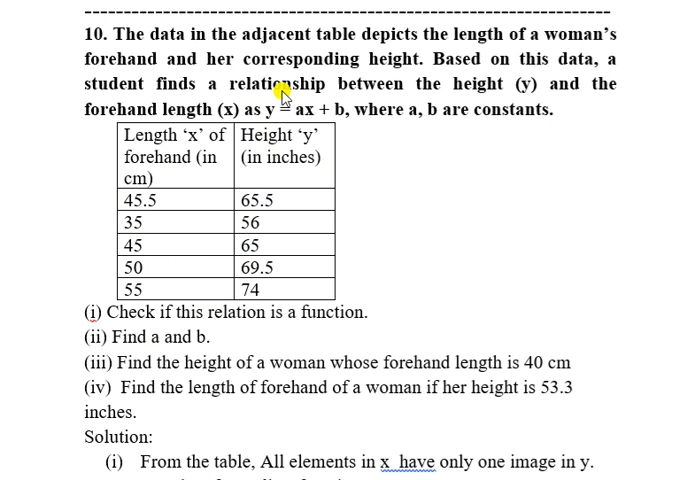 10. The data in the adjacent table depicts the length of a woman's
forehand and her corresponding height. Based on this data, a
student finds a relationship between the height (y) and the
forehand length (x) as y = ax + b, where a, b are constants.
Length ‘x’ of Height ‘y’
forehand (in (in inches)
cm)
45.5 65.5
35 56
45 65
50 69.5
55 74
(i) Check if this relation is a function.
(ii) Find a and b.
(iii) Find the height of a woman whose forehand length is 40 cm
(iv) Find the length of forehand of a woman if her height is 53.3
inches.
Solution:
(i) From the table, All elements in x have only one image in y.